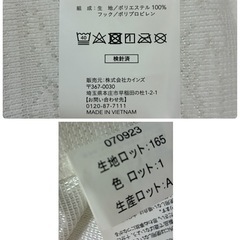 組 成:生 地/ポリエステル 100%
フック/ポリプロピレン
検針済
販売元:株式会社カインズ
〒367-0030
埼玉県本庄市早稲田の杜1-2-1
【お問い合わせ先】
0120-87-7111
MADE IN VIETNAM
070923
生地ロット:165
色 ロット:1
生産ロット:A